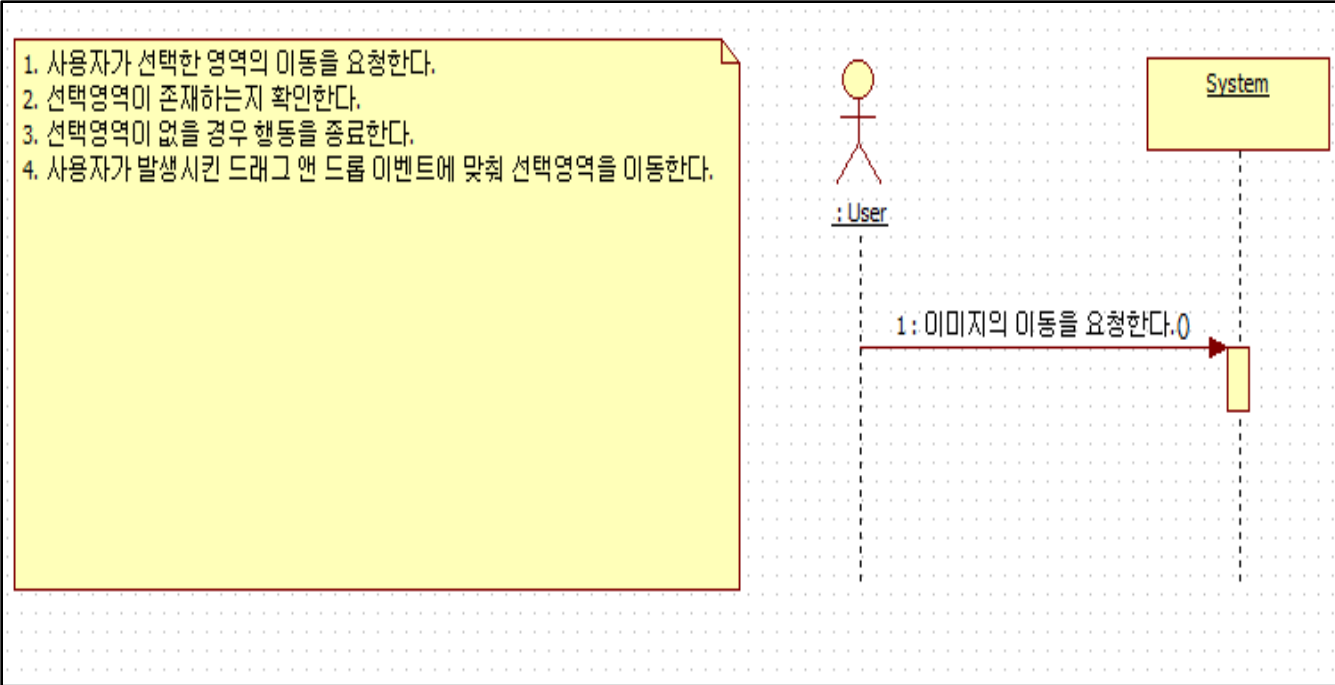 1. 사용자가 선택한 영역의 이동을 요청한다.
2. 선택영역이 존재하는지 확인한다.
3. 선택영역이 없을 경우 행동을 종료한다.
4. 사용자가 발생시킨 드래그 앤 드롭 이벤트에 맞춰 선택영역을 이동한다.
System
: User
1 : 이미지의 이동을 요청한다.()